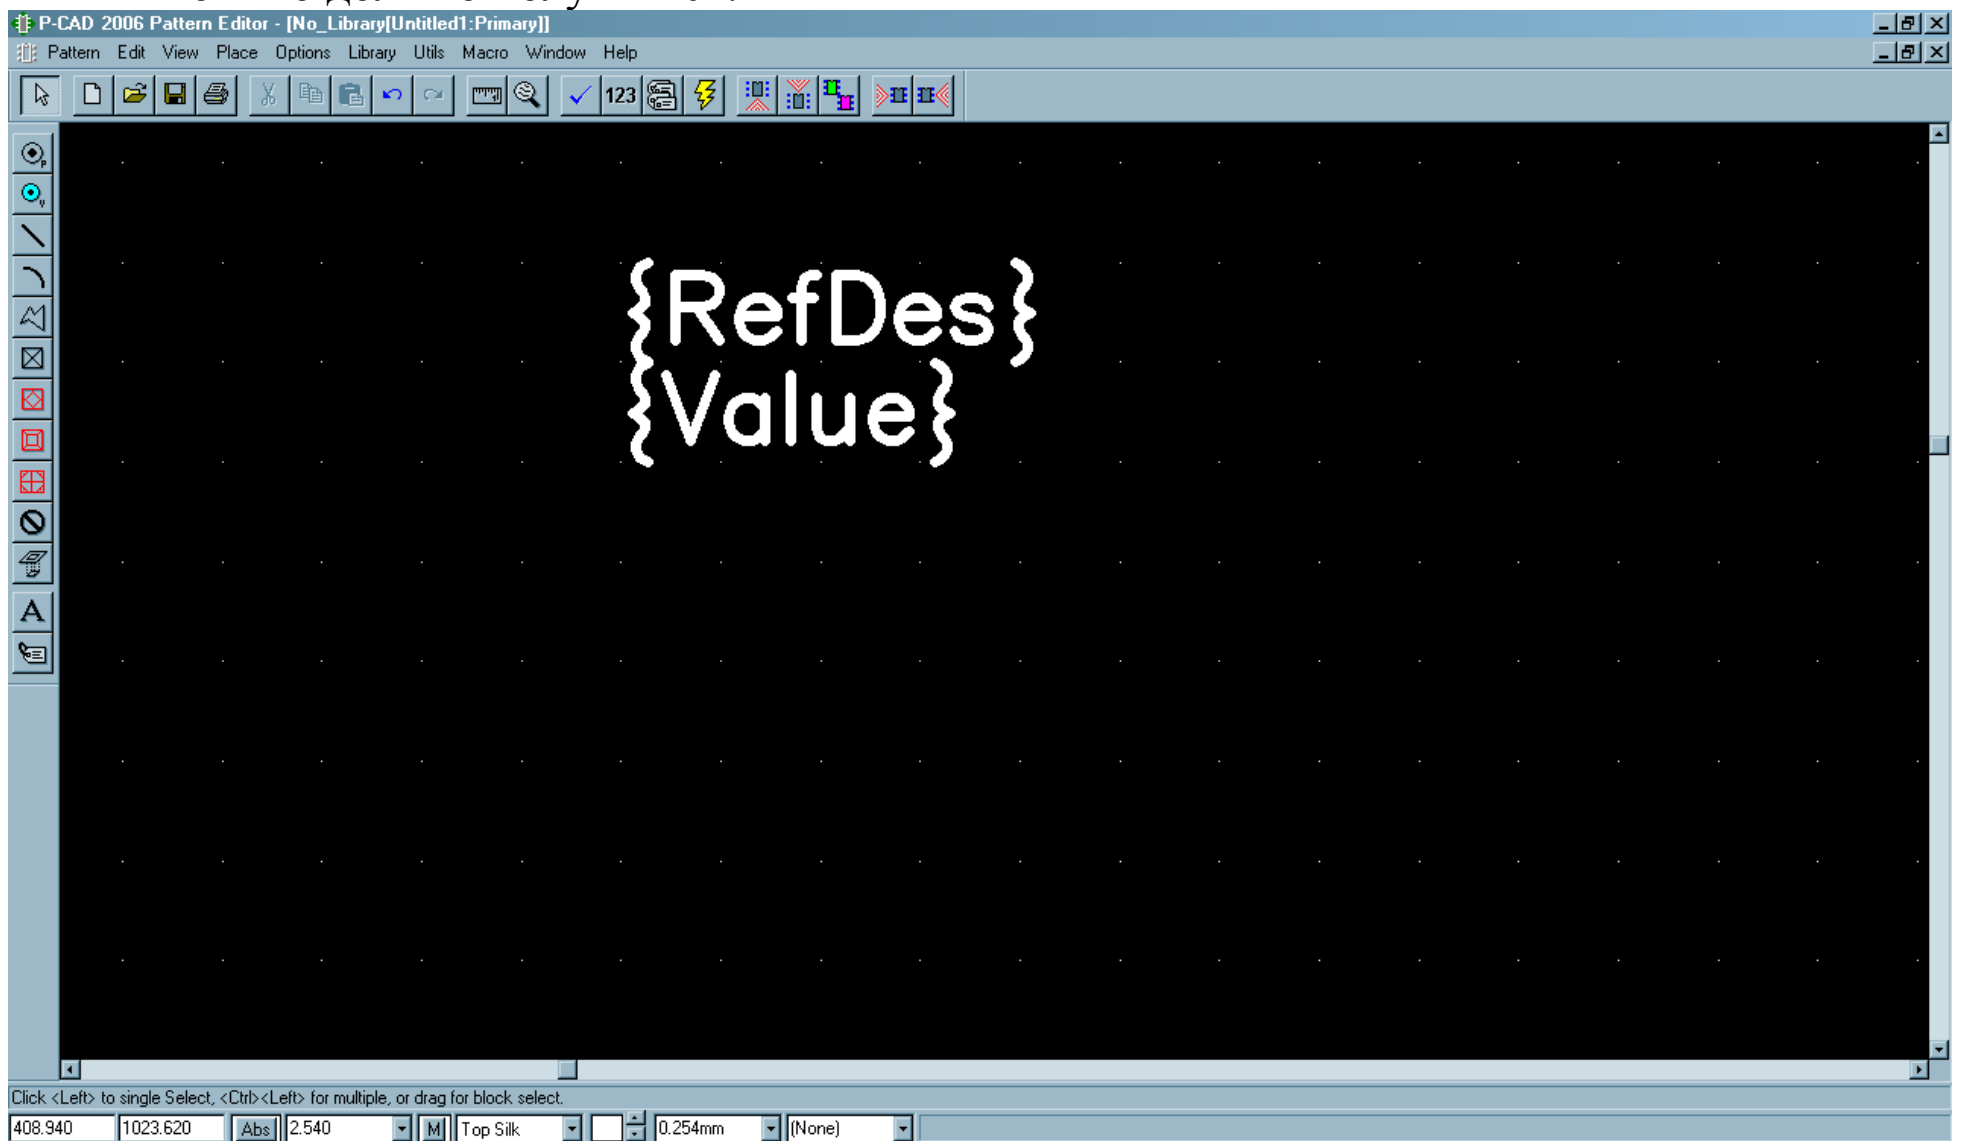 P-CAD 2006 Pattern Editor - [No_Library[Untitled1:Primary]]
Pattern Edit View Place Options Library Utils Macro Window Help
123
P
V
{RefDes}
{Value}
A
Click <Left> to single Select, <Ctrl><Left> for multiple, or drag for block select.
408.940 1023.620 Abs 2.540 M Top Silk 0.254mm (None)